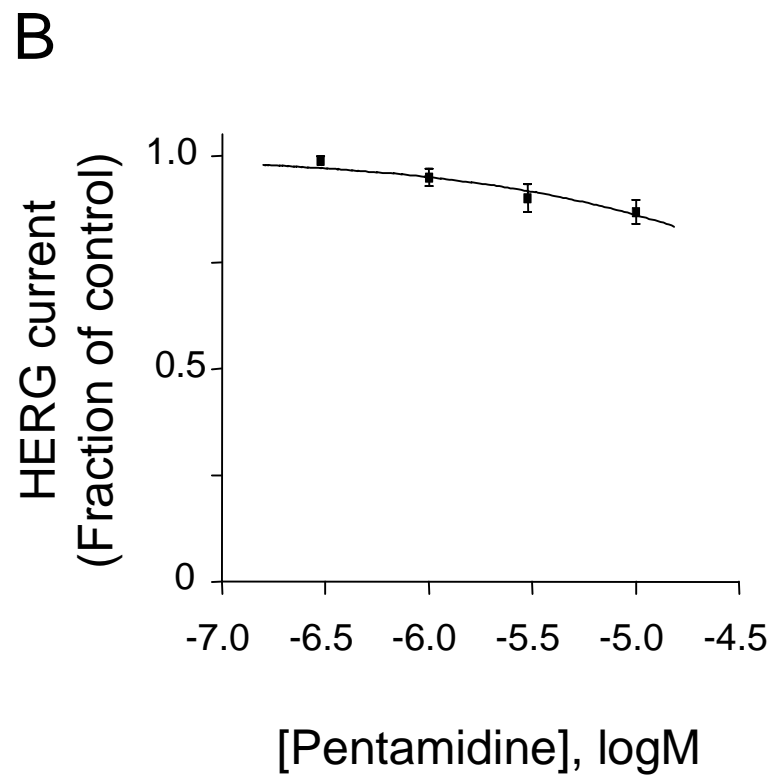 B
HERG current
(Fraction of control)
1.0
0.5
0
-7.0 -6.5 -6.0 -5.5 -5.0 -4.5
[Pentamidine], logM